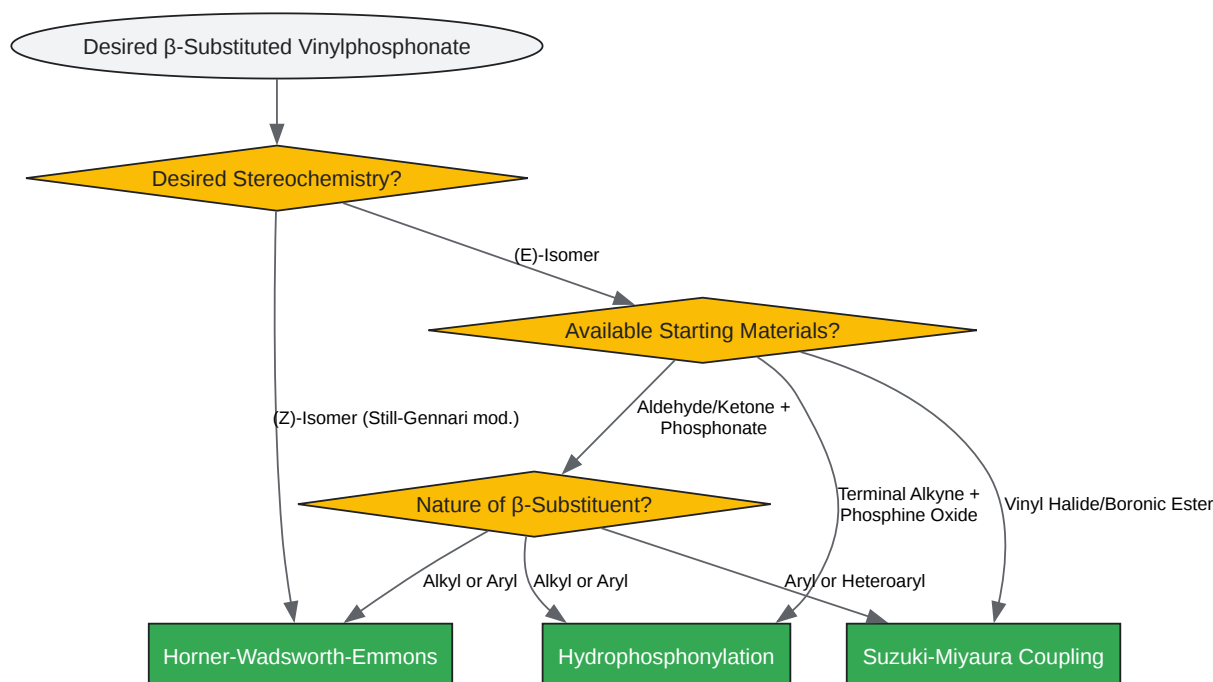 Desired β-Substituted Vinylphosphonate
Desired Stereochemistry?
(E)-Isomer
Available Starting Materials?
(Z)-Isomer (Still-Gennari mod.)
Aldehyde/Ketone +
Phosphonate
Nature of β-Substituent?
Terminal Alkyne +
Phosphine Oxide
Vinyl Halide/Boronic Ester
Alkyl or Aryl
Alkyl or Aryl
Aryl or Heteroaryl
Horner-Wadsworth-Emmons
Hydrophosphonylation
Suzuki-Miyaura Coupling